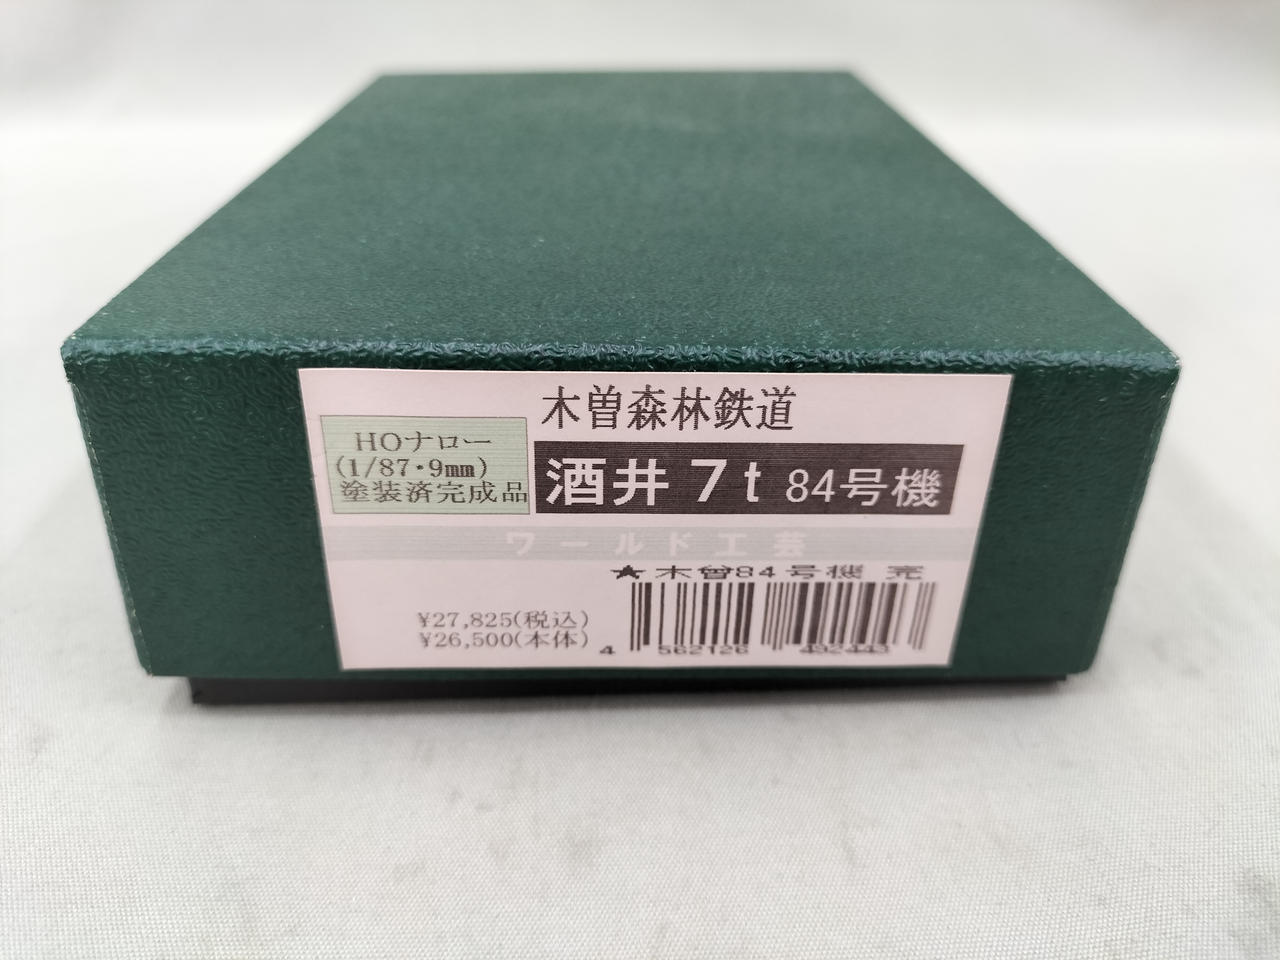 木曽森林鉄道
HOナロー
(1/87・9mm)
塗装済完成品
酒井 7t 84号機
ワールド工芸
★木曾84号機 完
¥27,825(税込)
¥26,500(本体)
4 562126 492443